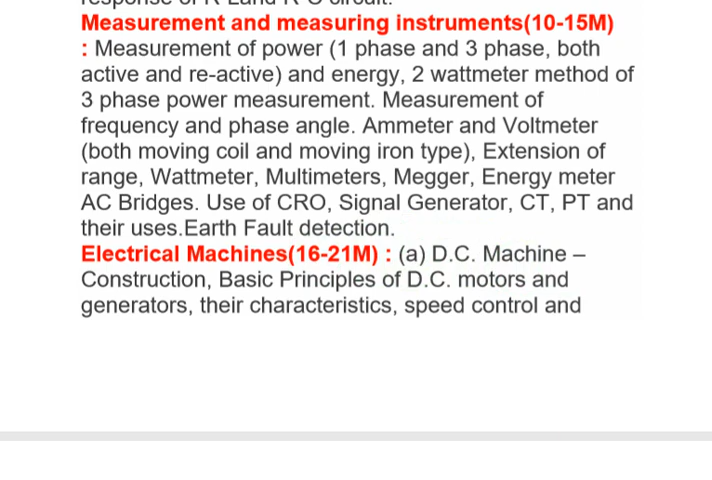 Measurement and measuring instruments(10-15M)
: Measurement of power (1 phase and 3 phase, both
active and re-active) and energy, 2 wattmeter method of
3 phase power measurement. Measurement of
frequency and phase angle. Ammeter and Voltmeter
(both moving coil and moving iron type), Extension of
range, Wattmeter, Multimeters, Megger, Energy meter
AC Bridges. Use of CRO, Signal Generator, CT, PT and
their uses.Earth Fault detection.
Electrical Machines(16-21M) : (a) D.C. Machine –
Construction, Basic Principles of D.C. motors and
generators, their characteristics, speed control and